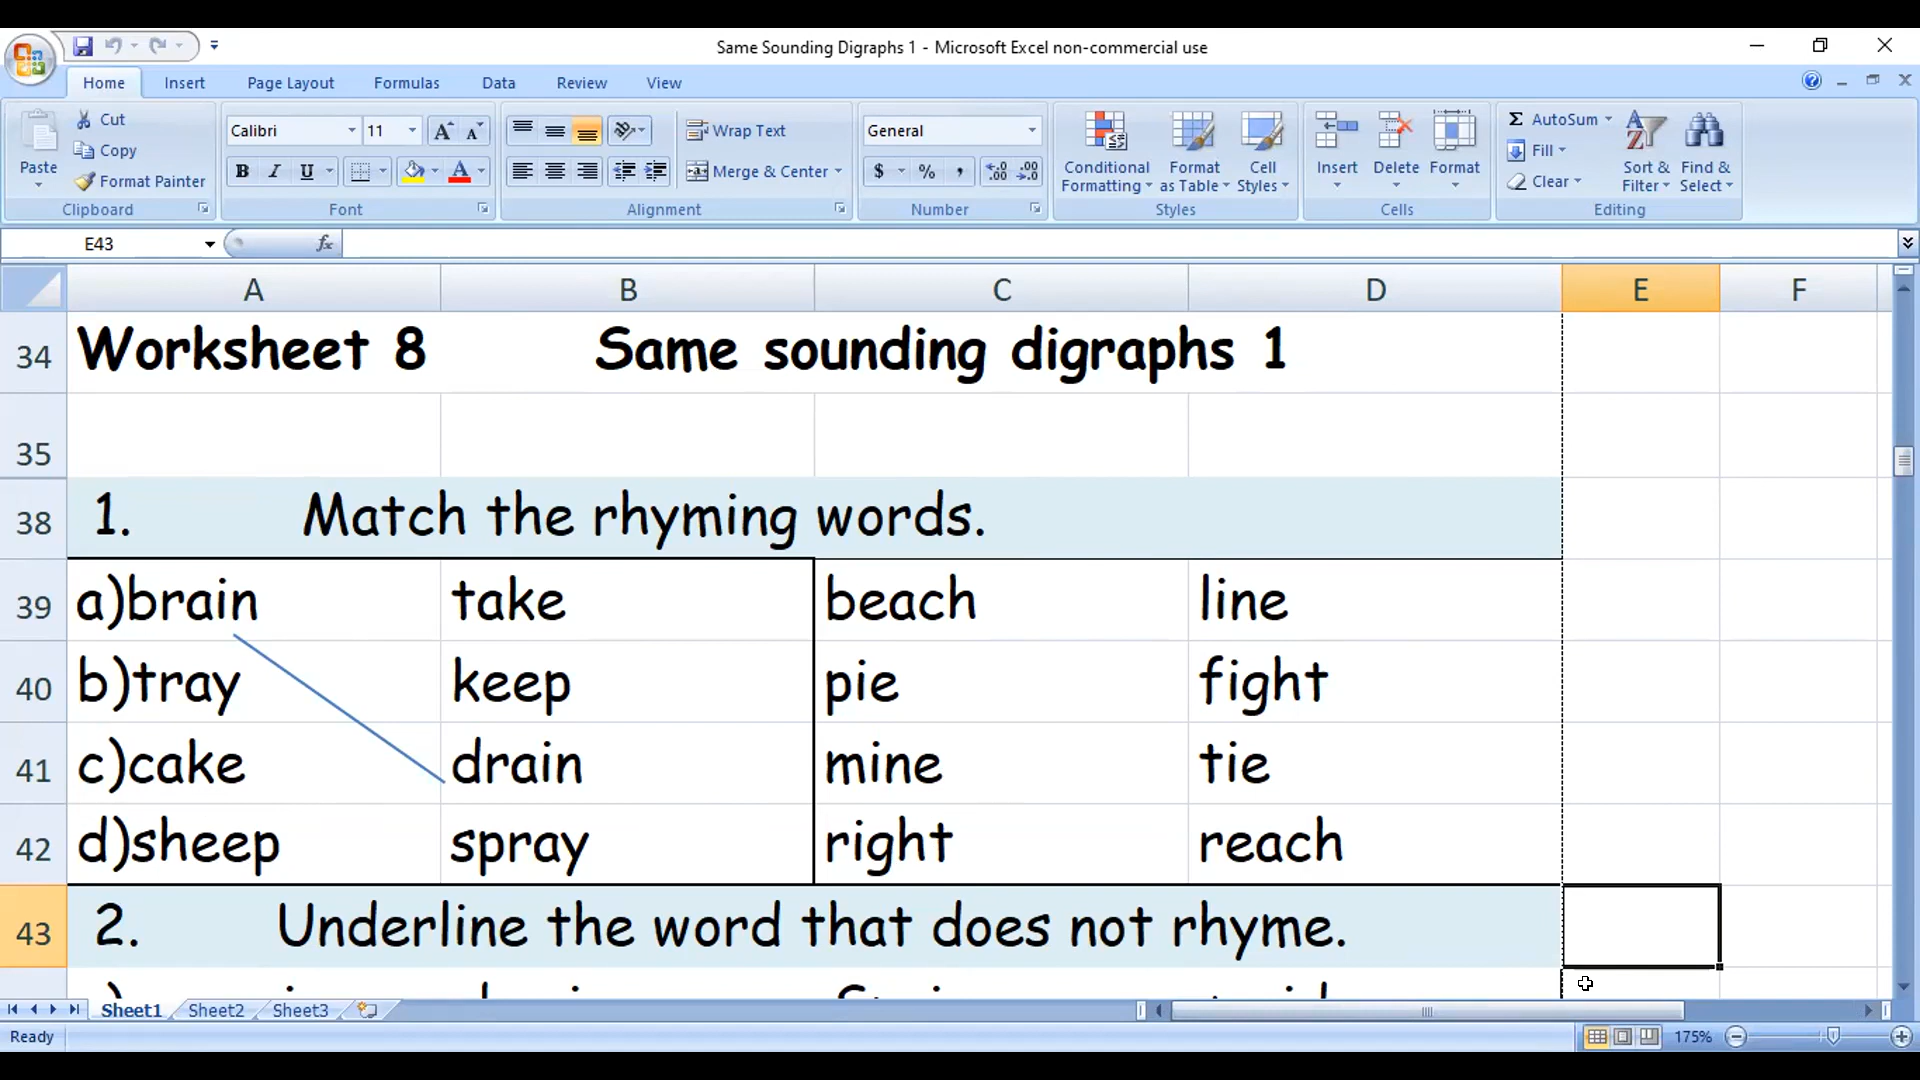 Same Sounding Digraphs 1 - Microsoft Excel non-commercial use
Home Insert Page Layout Formulas Data Review View
Paste
Cut
Copy
Format Painter
Clipboard
Calibri 11
B I U
Font
Wrap Text
Merge & Center
Alignment
General
$ % ,
Number
Conditional Formatting
Format as Table
Cell Styles
Styles
Insert Delete Format
Cells
AutoSum
Fill
Clear
Sort & Filter
Find & Select
Editing
E43 fx
A B C D E F
34 Worksheet 8 Same sounding digraphs 1
35
38 1. Match the rhyming words.
39 a)brain take beach line
40 b)tray keep pie fight
41 c)cake drain mine tie
42 d)sheep spray right reach
43 2. Underline the word that does not rhyme.
Sheet1 Sheet2 Sheet3
Ready 175%